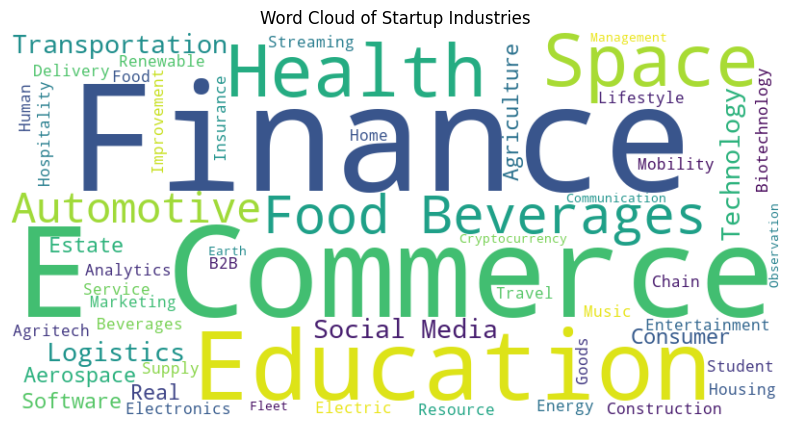 Word Cloud of Startup Industries
Transportation
Streaming
Management
Renewable
Health
Space
Delivery
Food
Human
Hospitality
Improvement
Insurance
Finance
Home
Agriculture
Lifestyle
Technology
Biotechnology
Mobility
Automotive
Food Beverages
Communication
Estate
E Commerce
Earth
Cryptocurrency
Observation
Analytics
B2B
Service
Marketing
Travel
Chain
Agritech
Beverages
Social Media
Music
Entertainment
Consumer
Logistics
Education
Goods
Aerospace
Supply
Student
Real
Housing
Software
Electronics
Fleet
Electric
Resource
Energy
Construction